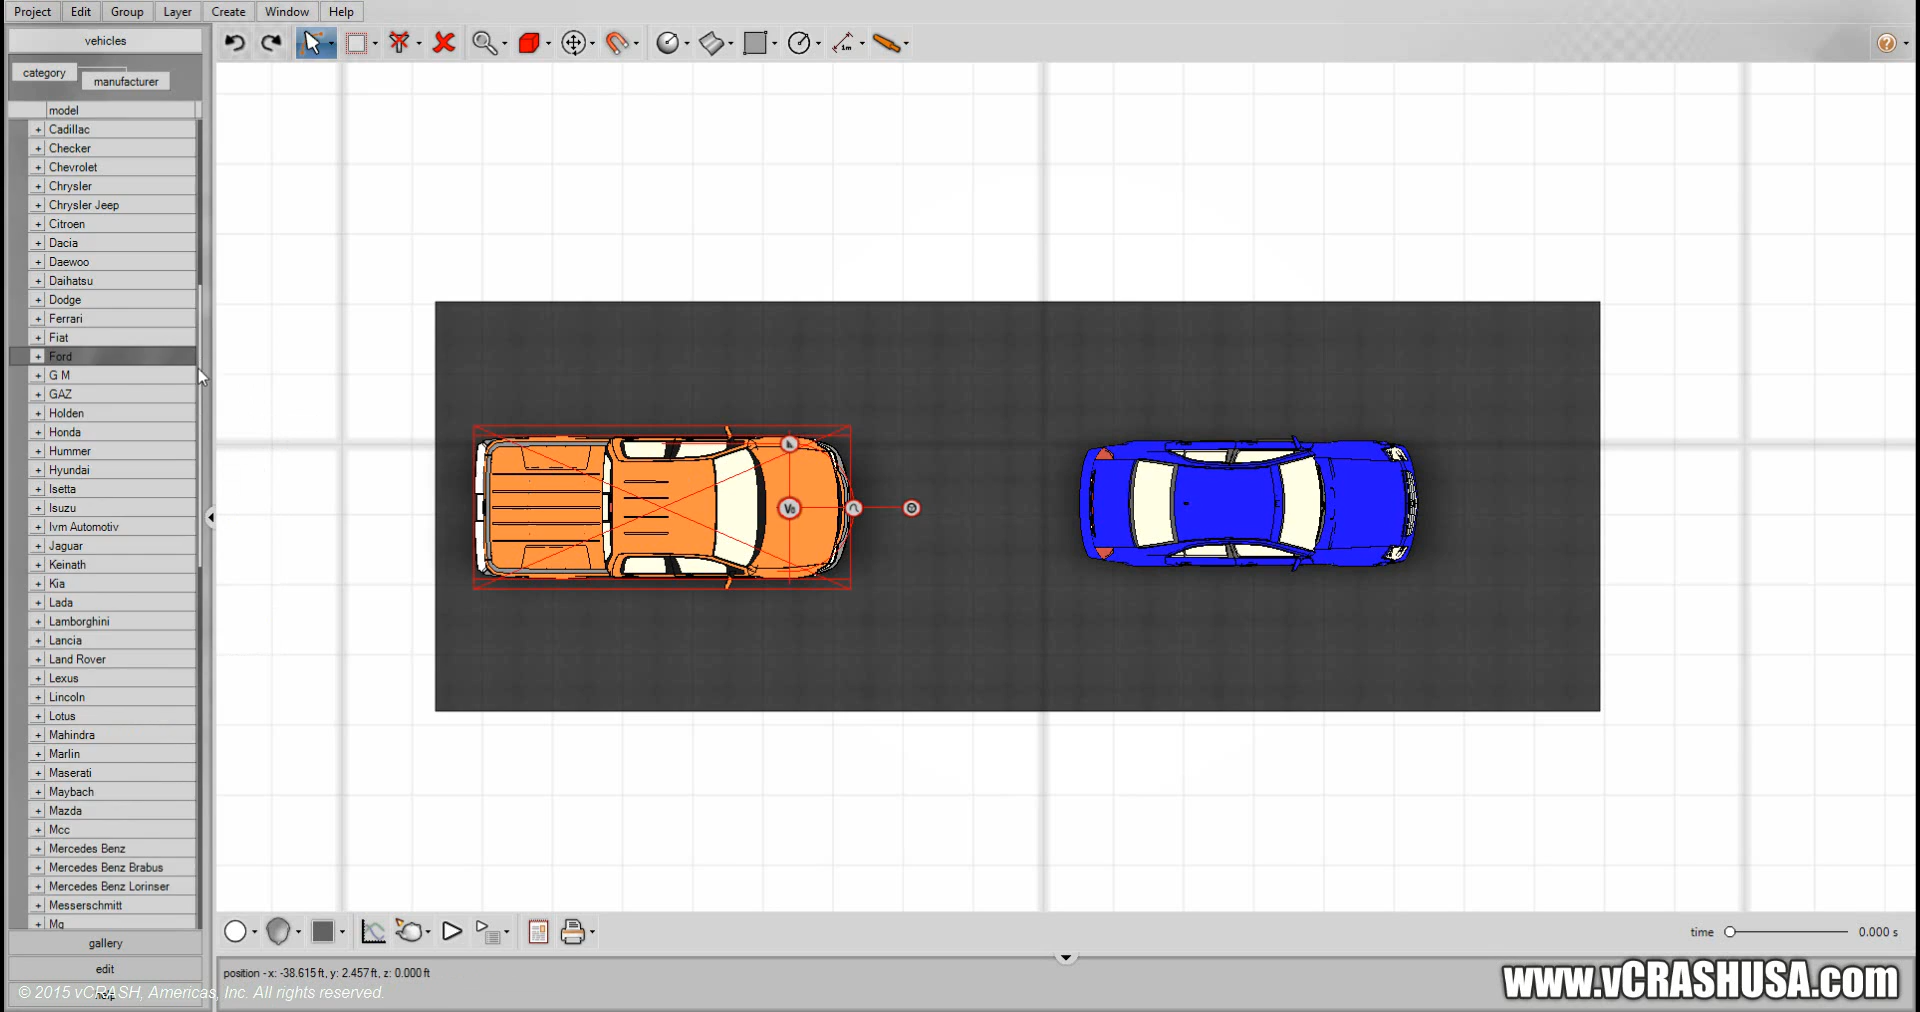 Project Edit Group Layer Create Window Help
vehicles
category
manufacturer
model
+ Cadillac
+ Checker
+ Chevrolet
+ Chrysler
+ Chrysler Jeep
+ Citroen
+ Dacia
+ Daewoo
+ Daihatsu
+ Dodge
+ Ferrari
+ Fiat
+ Ford
+ G M
+ GAZ
+ Holden
+ Honda
+ Hummer
+ Hyundai
+ Isetta
+ Isuzu
+ Ivm Automotiv
+ Jaguar
+ Keinath
+ Kia
+ Lada
+ Lamborghini
+ Lancia
+ Land Rover
+ Lexus
+ Lincoln
+ Lotus
+ Mahindra
+ Marlin
+ Maserati
+ Maybach
+ Mazda
+ Mcc
+ Mercedes Benz
+ Mercedes Benz Brabus
+ Mercedes Benz Lorinser
+ Messerschmitt
+ Mg
gallery
edit
help
1m
?
V0
time 0.000 s
position - x: -38.615 ft, y: 2.457 ft, z: 0.000 ft
© 2015 vCRASH, Americas, Inc. All rights reserved.
www.vCRASHUSA.com